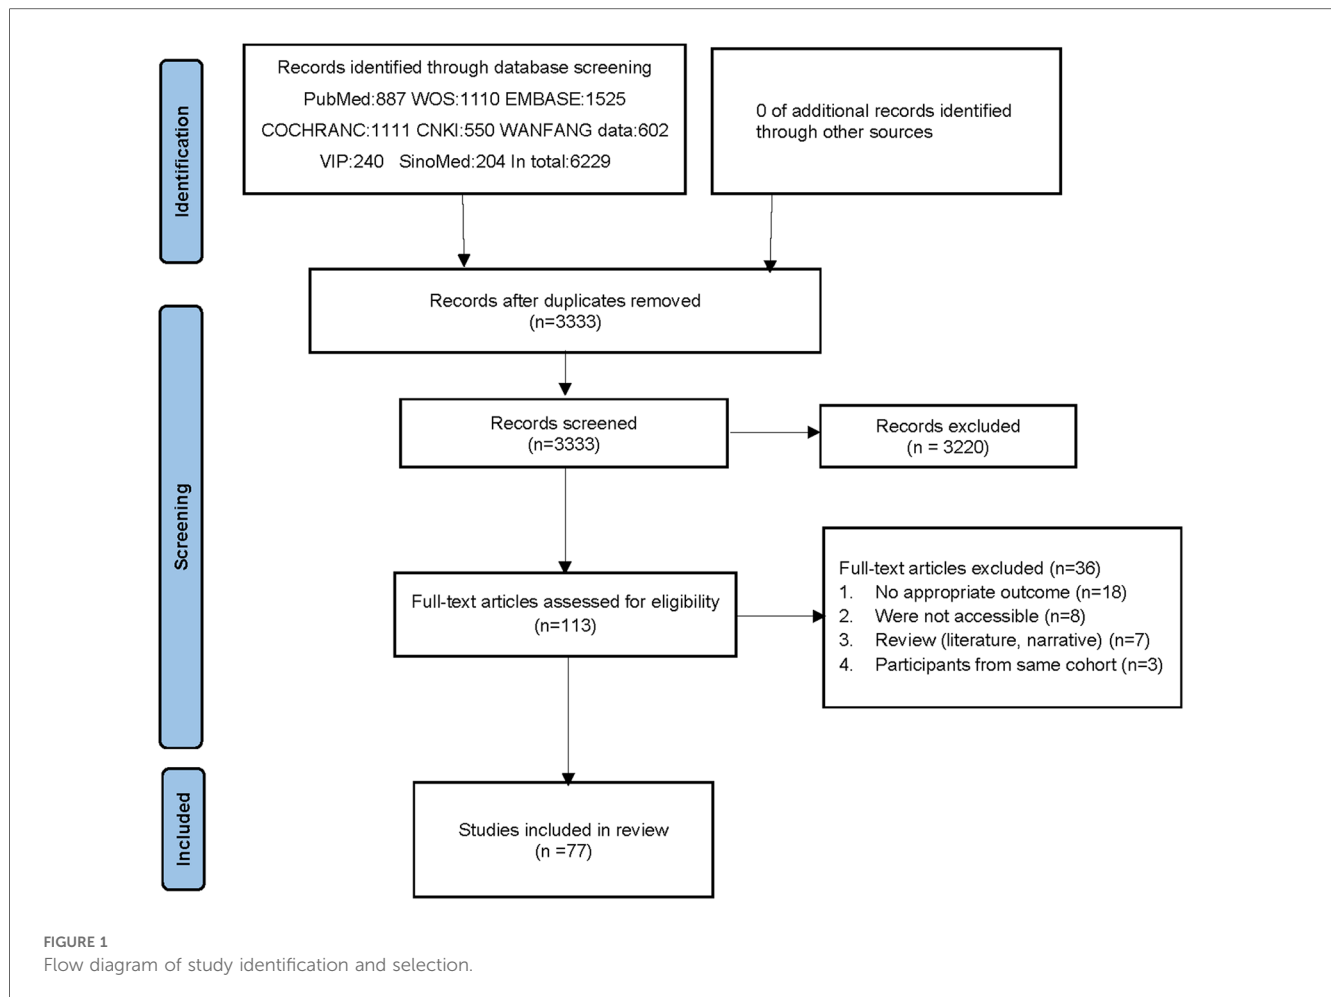 Identification
Records identified through database screening
PubMed:887 WOS:1110 EMBASE:1525
COCHRANC:1111 CNKI:550 WANFANG data:602
VIP:240 SinoMed:204 In total:6229
0 of additional records identified
through other sources
Records after duplicates removed
(n=3333)
Screening
Records screened
(n=3333)
Records excluded
(n = 3220)
Full-text articles assessed for eligibility
(n=113)
Full-text articles excluded (n=36)
1. No appropriate outcome (n=18)
2. Were not accessible (n=8)
3. Review (literature, narrative) (n=7)
4. Participants from same cohort (n=3)
Included
Studies included in review
(n =77)
FIGURE 1
Flow diagram of study identification and selection.